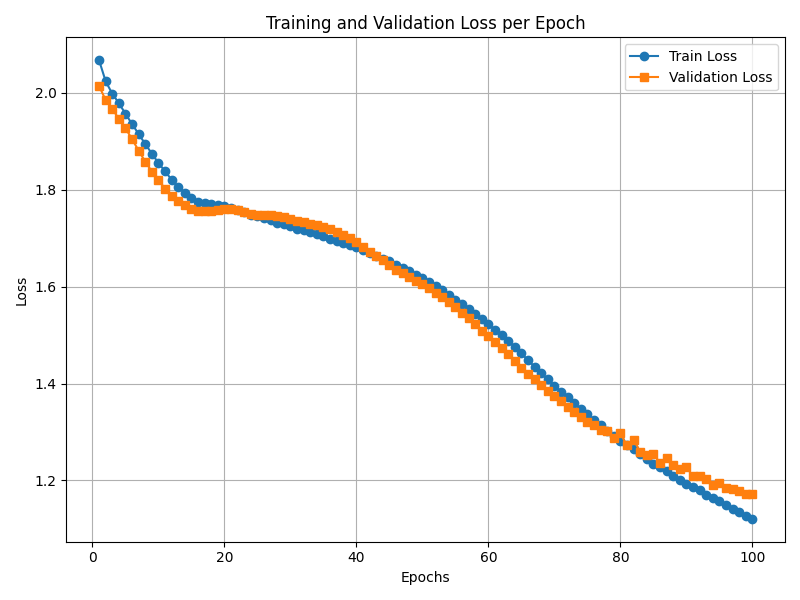 Training and Validation Loss per Epoch
Train Loss
Validation Loss
2.0
1.8
1.6
1.4
1.2
Loss
0 20 40 60 80 100
Epochs